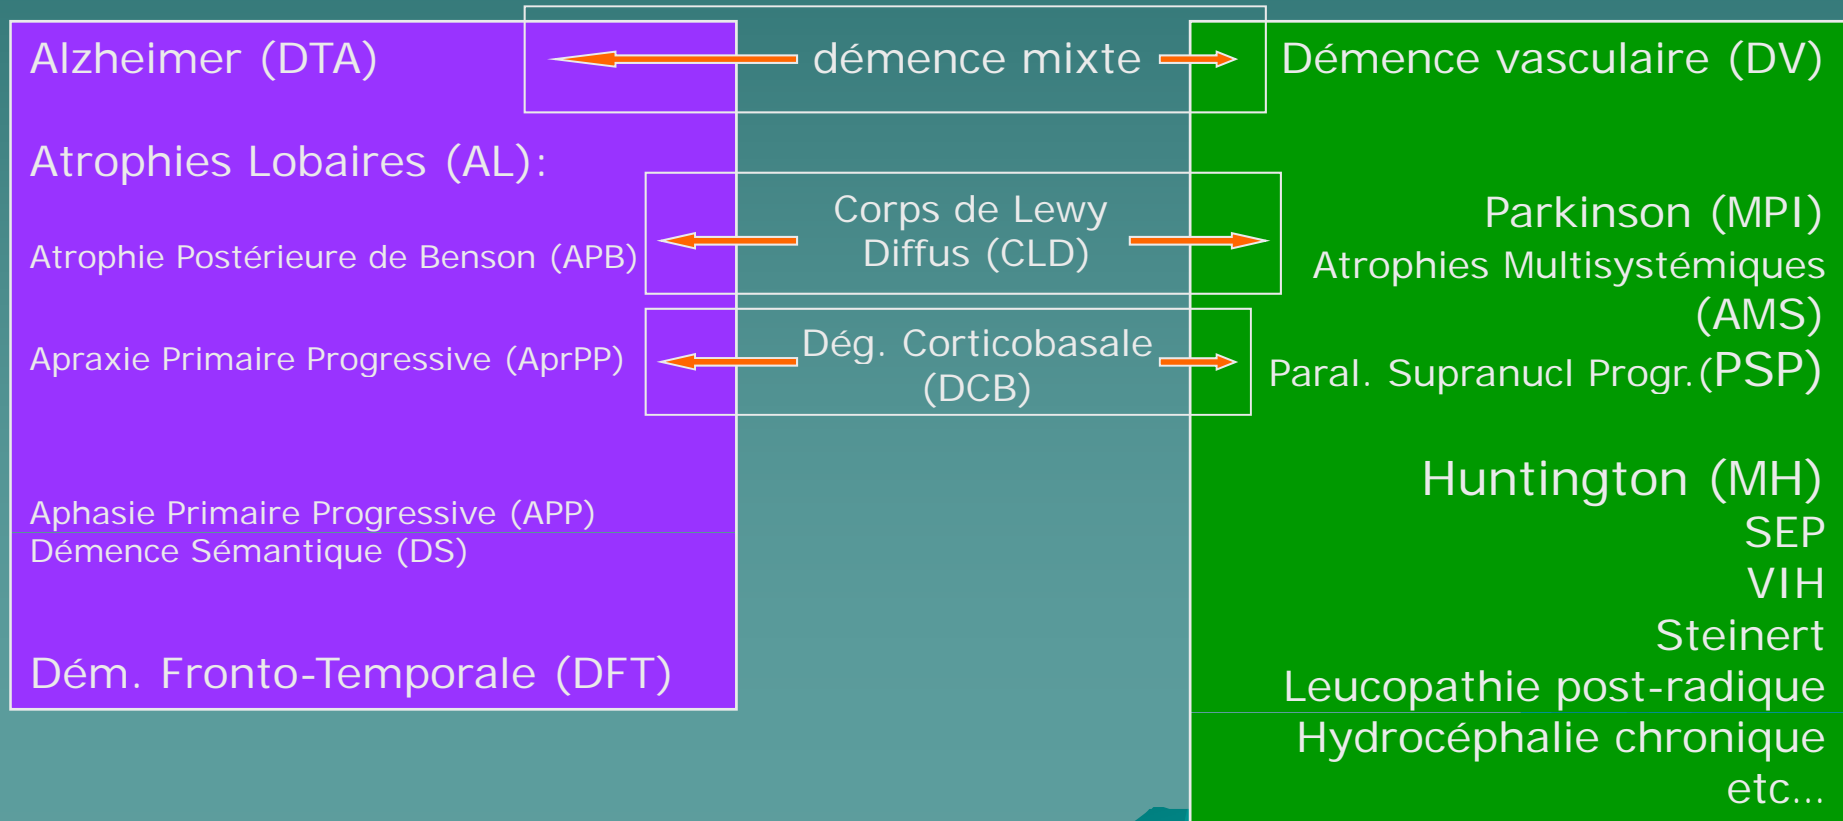 Alzheimer (DTA)
Atrophies Lobaires (AL):
Atrophie Postérieure de Benson (APB)
Apraxie Primaire Progressive (AprPP)
Aphasie Primaire Progressive (APP)
Démence Sémantique (DS)
Dém. Fronto-Temporale (DFT)
démence mixte
Corps de Lewy
Diffus (CLD)
Dég. Corticobasale
(DCB)
Démence vasculaire (DV)
Parkinson (MPI)
Atrophies Multisystémiques
(AMS)
Paral. Supranucl Progr.(PSP)
Huntington (MH)
SEP
VIH
Steinert
Leucopathie post-radique
Hydrocéphalie chronique
etc...